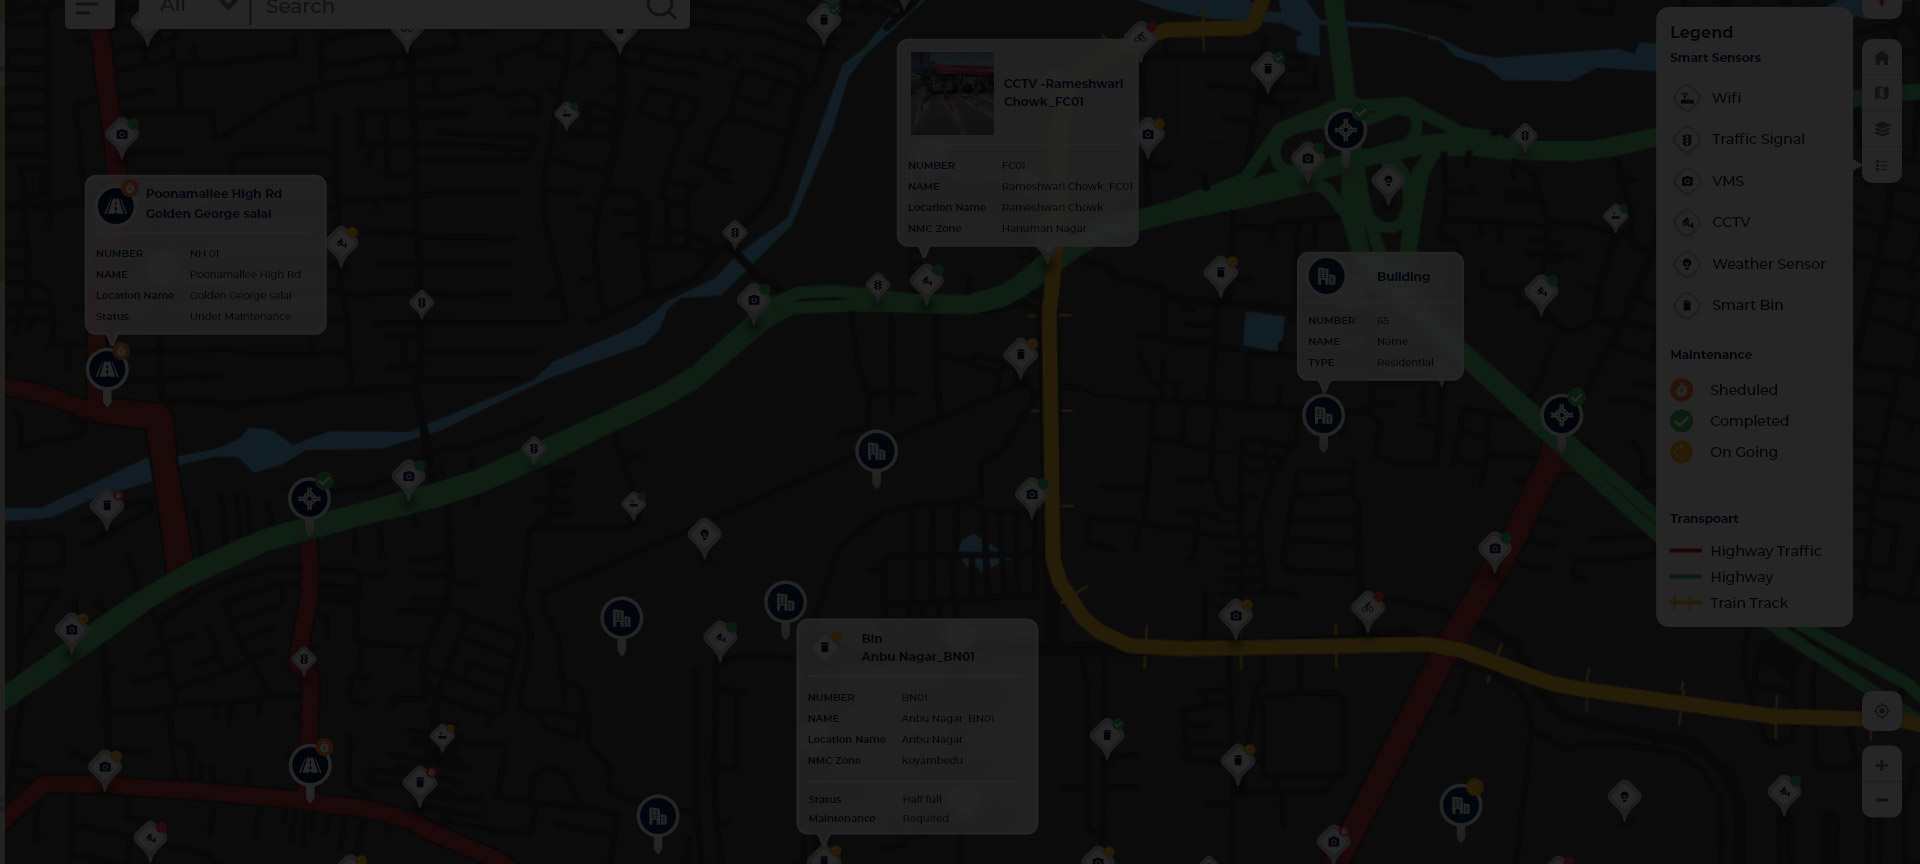 All
Search
Poonamallee High Rd
Golden George salai
NUMBER NH 01
NAME Poonamallee High Rd
Location Name Golden George salai
Status Under Maintenance
CCTV -Rameshwari
Chowk_FC01
NUMBER FC01
NAME Rameshwari Chowk_FC01
Location Name Rameshwari Chowk
NMC Zone Hanuman Nagar
Building
NUMBER 65
NAME Name
TYPE Residential
Bin
Anbu Nagar_BN01
NUMBER BN01
NAME Anbu Nagar_BN01
Location Name Anbu Nagar
NMC Zone Koyambedu
Status Half full
Maintenance Required
Legend
Smart Sensors
Wifi
Traffic Signal
VMS
CCTV
Weather Sensor
Smart Bin
Maintenance
Sheduled
Completed
On Going
Transpoart
Highway Traffic
Highway
Train Track